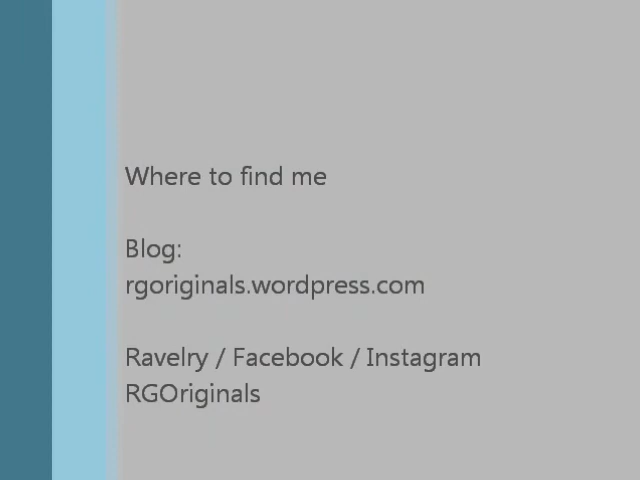 Where to find me
Blog:
rgoriginals.wordpress.com
Ravelry / Facebook / Instagram
RGOriginals